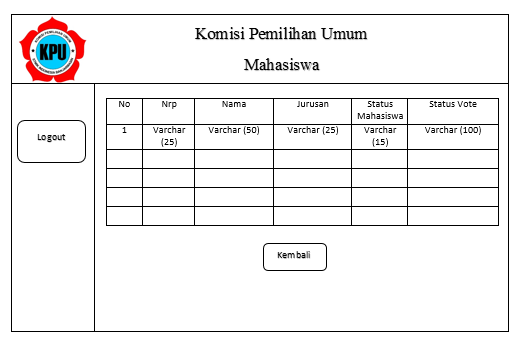 Komisi Pemilihan Umum
Mahasiswa
KPU
Logout
No Nrp Nama Jurusan Status Mahasiswa Status Vote
1 Varchar (25) Varchar (50) Varchar (25) Varchar (15) Varchar (100)
Kembali